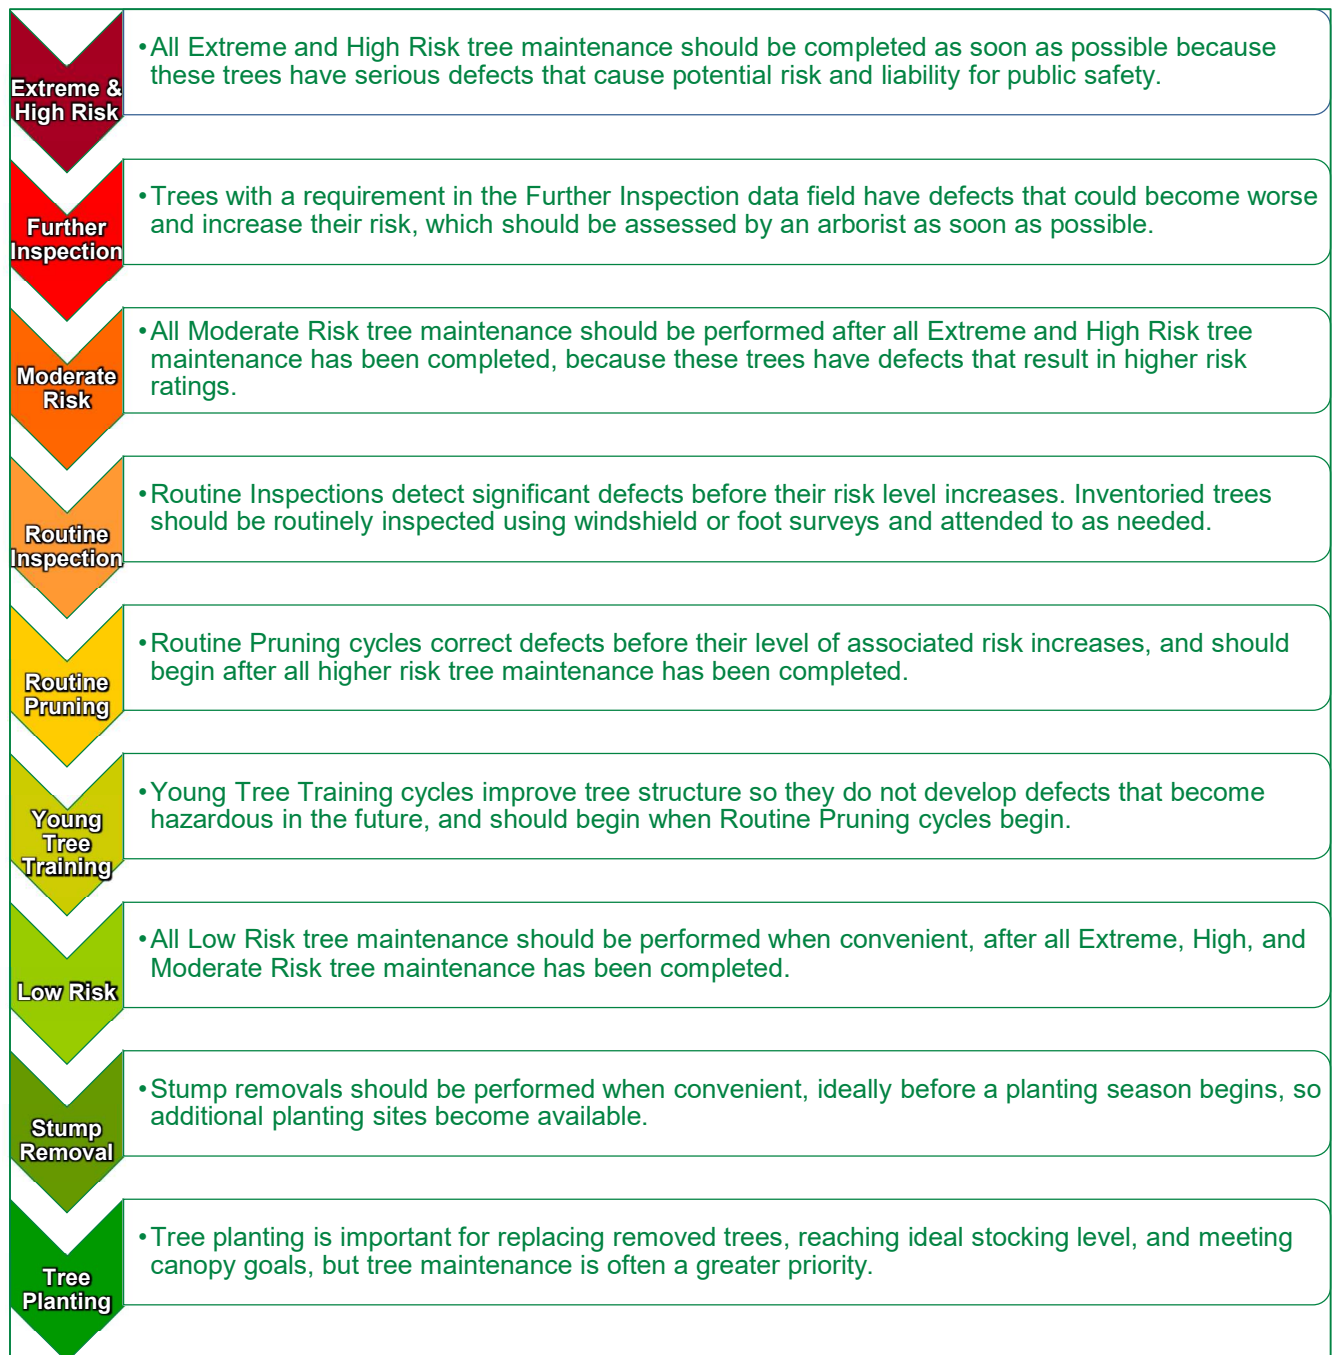 Extreme &
High Risk
•All Extreme and High Risk tree maintenance should be completed as soon as possible because
these trees have serious defects that cause potential risk and liability for public safety.
Further
Inspection
•Trees with a requirement in the Further Inspection data field have defects that could become worse
and increase their risk, which should be assessed by an arborist as soon as possible.
Moderate
Risk
•All Moderate Risk tree maintenance should be performed after all Extreme and High Risk tree
maintenance has been completed, because these trees have defects that result in higher risk
ratings.
Routine
Inspection
•Routine Inspections detect significant defects before their risk level increases. Inventoried trees
should be routinely inspected using windshield or foot surveys and attended to as needed.
Routine
Pruning
•Routine Pruning cycles correct defects before their level of associated risk increases, and should
begin after all higher risk tree maintenance has been completed.
Young
Tree
Training
•Young Tree Training cycles improve tree structure so they do not develop defects that become
hazardous in the future, and should begin when Routine Pruning cycles begin.
Low Risk
•All Low Risk tree maintenance should be performed when convenient, after all Extreme, High, and
Moderate Risk tree maintenance has been completed.
Stump
Removal
•Stump removals should be performed when convenient, ideally before a planting season begins, so
additional planting sites become available.
Tree
Planting
•Tree planting is important for replacing removed trees, reaching ideal stocking level, and meeting
canopy goals, but tree maintenance is often a greater priority.